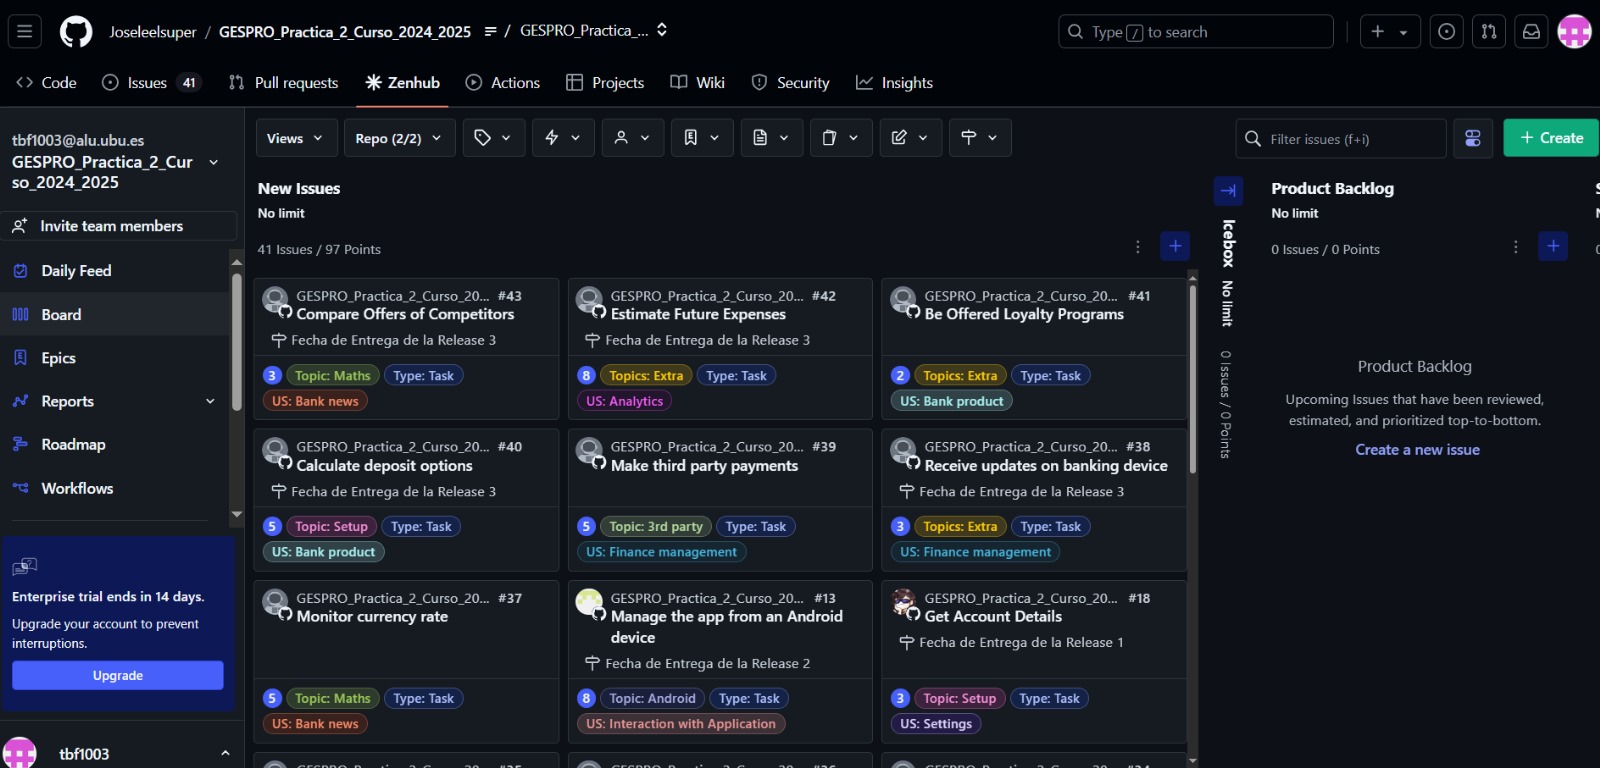 Joseleelsuper / GESPRO_Practica_2_Curso_2024_2025 / GESPRO_Practica_...
Type / to search
Code
Issues 41
Pull requests
Zenhub
Actions
Projects
Wiki
Security
Insights
tbf1003@alu.ubu.es
GESPRO_Practica_2_Cur
so_2024_2025
Invite team members
Daily Feed
Board
Epics
Reports
Roadmap
Workflows
Enterprise trial ends in 14 days.
Upgrade your account to prevent
interruptions.
Upgrade
tbf1003
Views
Repo (2/2)
Filter issues (f+i)
Create
New Issues
No limit
41 Issues / 97 Points
GESPRO_Practica_2_Curso_20... #43
Compare Offers of Competitors
Fecha de Entrega de la Release 3
3 Topic: Maths Type: Task
US: Bank news
GESPRO_Practica_2_Curso_20... #42
Estimate Future Expenses
Fecha de Entrega de la Release 3
8 Topics: Extra Type: Task
US: Analytics
GESPRO_Practica_2_Curso_20... #41
Be Offered Loyalty Programs
2 Topics: Extra Type: Task
US: Bank product
GESPRO_Practica_2_Curso_20... #40
Calculate deposit options
Fecha de Entrega de la Release 3
5 Topic: Setup Type: Task
US: Bank product
GESPRO_Practica_2_Curso_20... #39
Make third party payments
5 Topic: 3rd party Type: Task
US: Finance management
GESPRO_Practica_2_Curso_20... #38
Receive updates on banking device
Fecha de Entrega de la Release 3
3 Topics: Extra Type: Task
US: Finance management
GESPRO_Practica_2_Curso_20... #37
Monitor currency rate
5 Topic: Maths Type: Task
US: Bank news
GESPRO_Practica_2_Curso_20... #13
Manage the app from an Android
device
Fecha de Entrega de la Release 2
8 Topic: Android Type: Task
US: Interaction with Application
GESPRO_Practica_2_Curso_20... #18
Get Account Details
Fecha de Entrega de la Release 1
3 Topic: Setup Type: Task
US: Settings
Icebox No limit 0 Issues / 0 Points
Product Backlog
No limit
0 Issues / 0 Points
Product Backlog
Upcoming Issues that have been reviewed,
estimated, and prioritized top-to-bottom.
Create a new issue